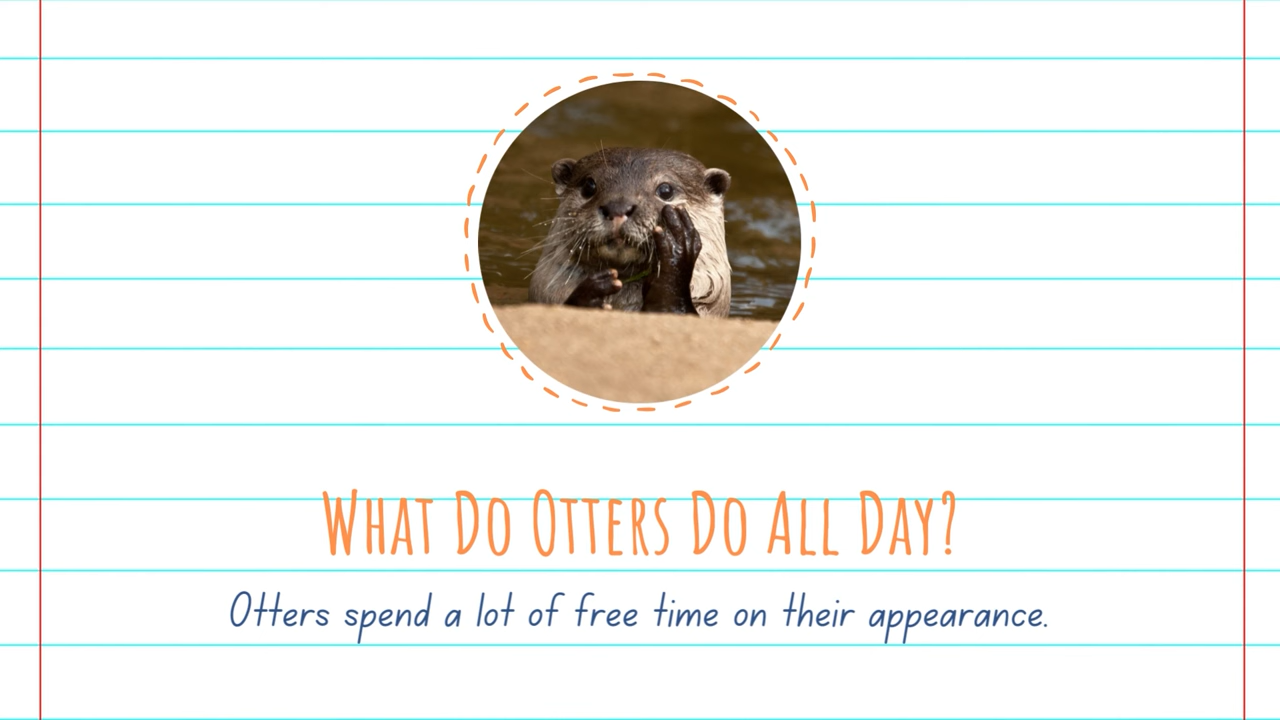 What Do Otters Do All Day?
Otters spend a lot of free time on their appearance.